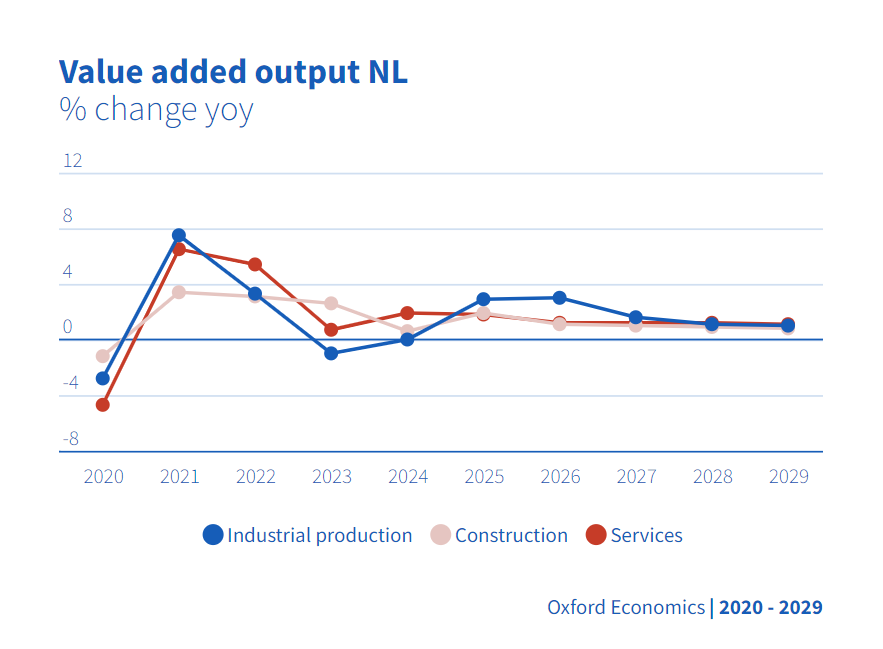 Value added output NL
% change yoy
12
8
4
0
-4
-8
2020 2021 2022 2023 2024 2025 2026 2027 2028 2029
Industrial production Construction Services
Oxford Economics | 2020 - 2029